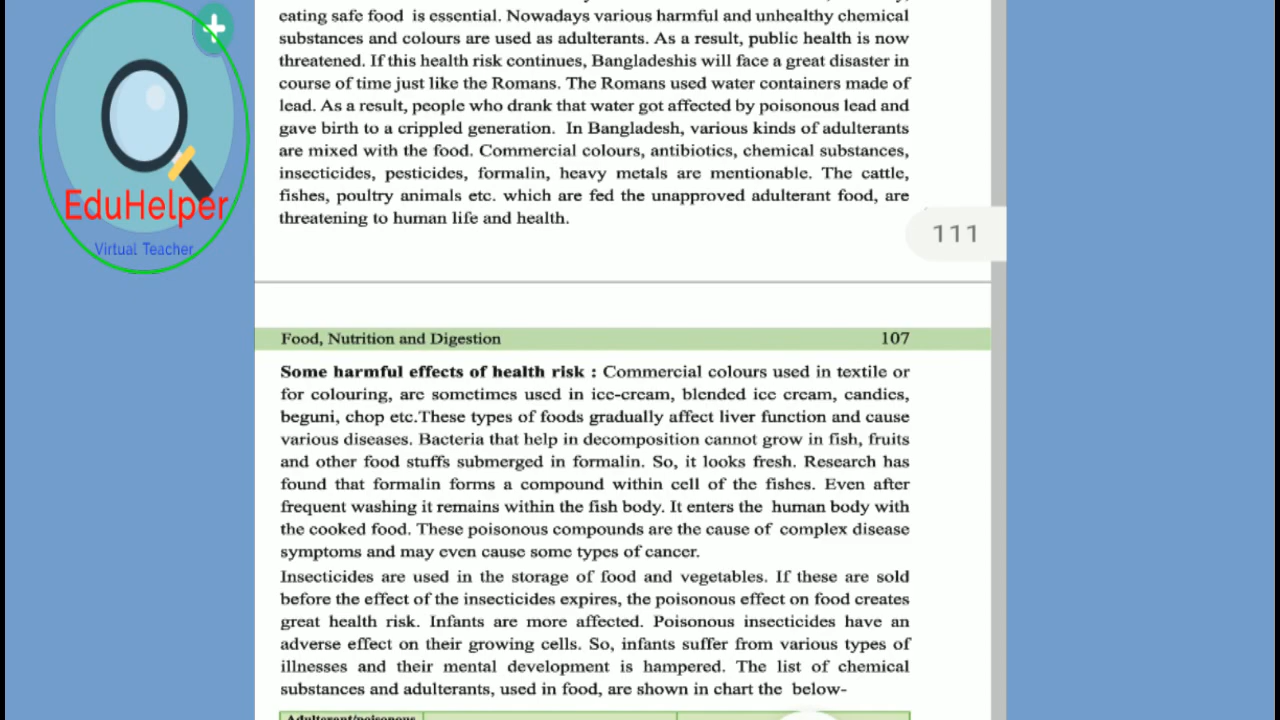 eating safe food is essential. Nowadays various harmful and unhealthy chemical
substances and colours are used as adulterants. As a result, public health is now
threatened. If this health risk continues, Bangladeshis will face a great disaster in
course of time just like the Romans. The Romans used water containers made of
lead. As a result, people who drank that water got affected by poisonous lead and
gave birth to a crippled generation. In Bangladesh, various kinds of adulterants
are mixed with the food. Commercial colours, antibiotics, chemical substances,
insecticides, pesticides, formalin, heavy metals are mentionable. The cattle,
fishes, poultry animals etc. which are fed the unapproved adulterant food, are
threatening to human life and health.
EduHelper
Virtual Teacher
111
Food, Nutrition and Digestion 107
Some harmful effects of health risk : Commercial colours used in textile or
for colouring, are sometimes used in ice-cream, blended ice cream, candies,
beguni, chop etc.These types of foods gradually affect liver function and cause
various diseases. Bacteria that help in decomposition cannot grow in fish, fruits
and other food stuffs submerged in formalin. So, it looks fresh. Research has
found that formalin forms a compound within cell of the fishes. Even after
frequent washing it remains within the fish body. It enters the human body with
the cooked food. These poisonous compounds are the cause of complex disease
symptoms and may even cause some types of cancer.
Insecticides are used in the storage of food and vegetables. If these are sold
before the effect of the insecticides expires, the poisonous effect on food creates
great health risk. Infants are more affected. Poisonous insecticides have an
adverse effect on their growing cells. So, infants suffer from various types of
illnesses and their mental development is hampered. The list of chemical
substances and adulterants, used in food, are shown in chart the below-
Adulterant/poisonous